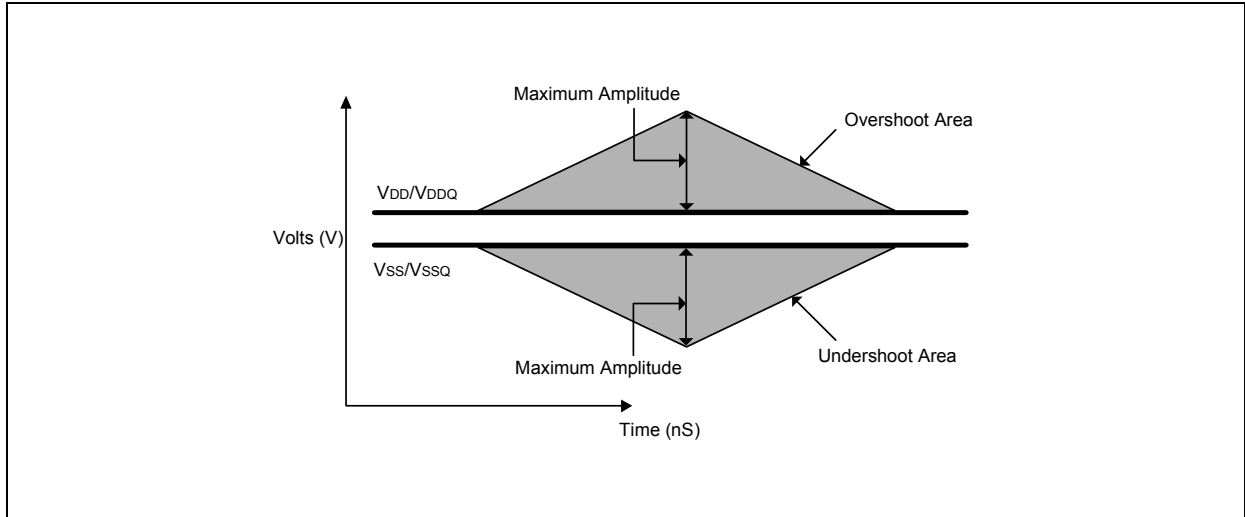 Maximum Amplitude
Overshoot Area
VDD/VDDQ
Volts (V)
VSS/VSSQ
Undershoot Area
Maximum Amplitude
Time (nS)